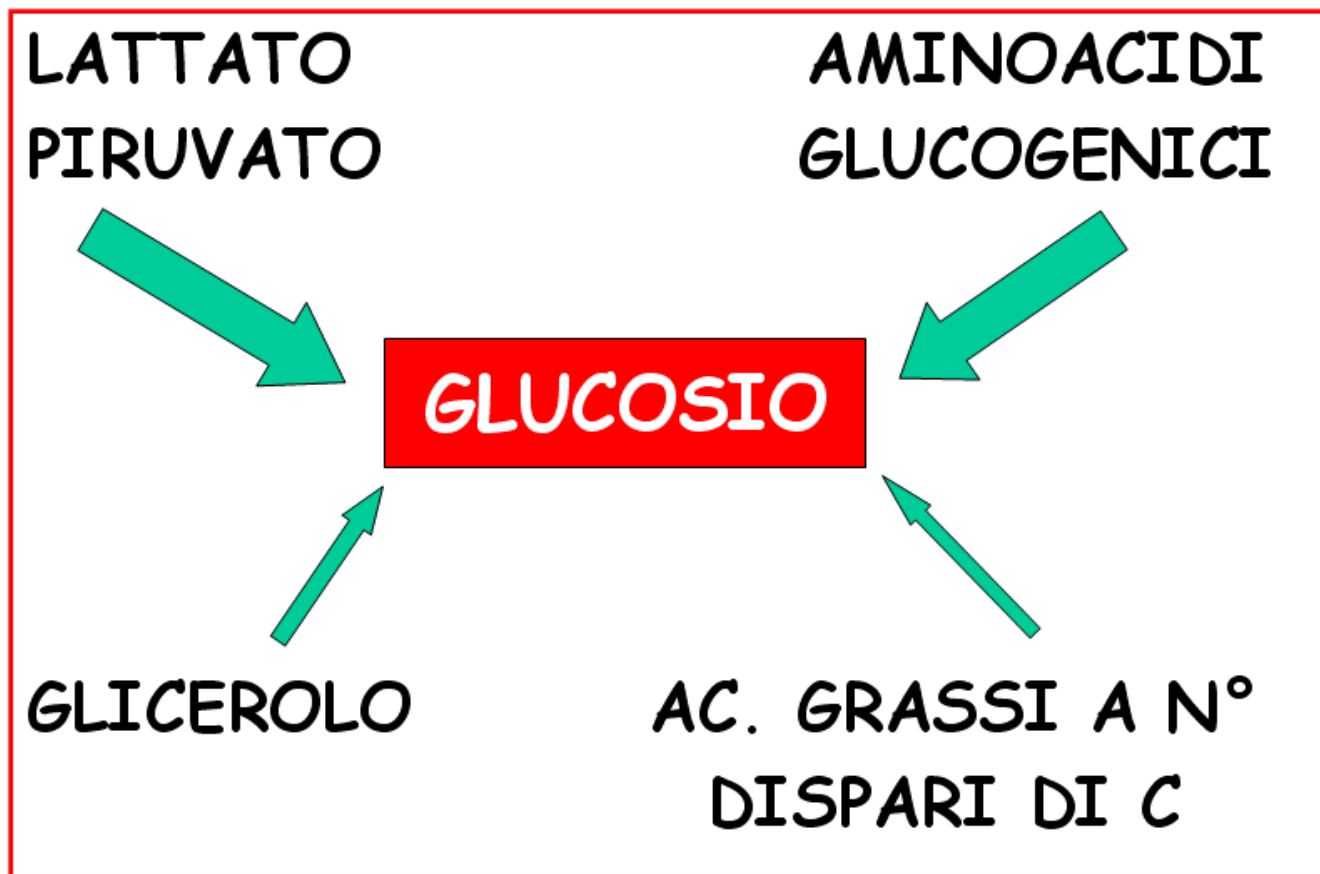 LATTATO
PIRUVATO
AMINOACIDI
GLUCOGENICI
GLUCOSIO
GLICEROLO
AC. GRASSI A N°
DISPARI DI C